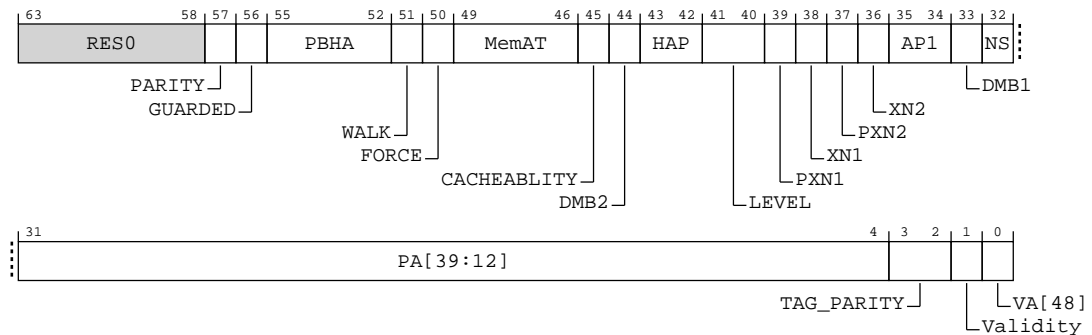 63 58 57 56 55 52 51 50 49 46 45 44 43 42 41 40 39 38 37 36 35 34 33 32
RES0 PBHA MemAT HAP AP1 NS
PARITY DMB1
GUARDED XN2
WALK PXN2
FORCE XN1
CACHEABLITY PXN1
DMB2 LEVEL
31 4 3 2 1 0
PA[39:12]
TAG_PARITY VA[48]
Validity